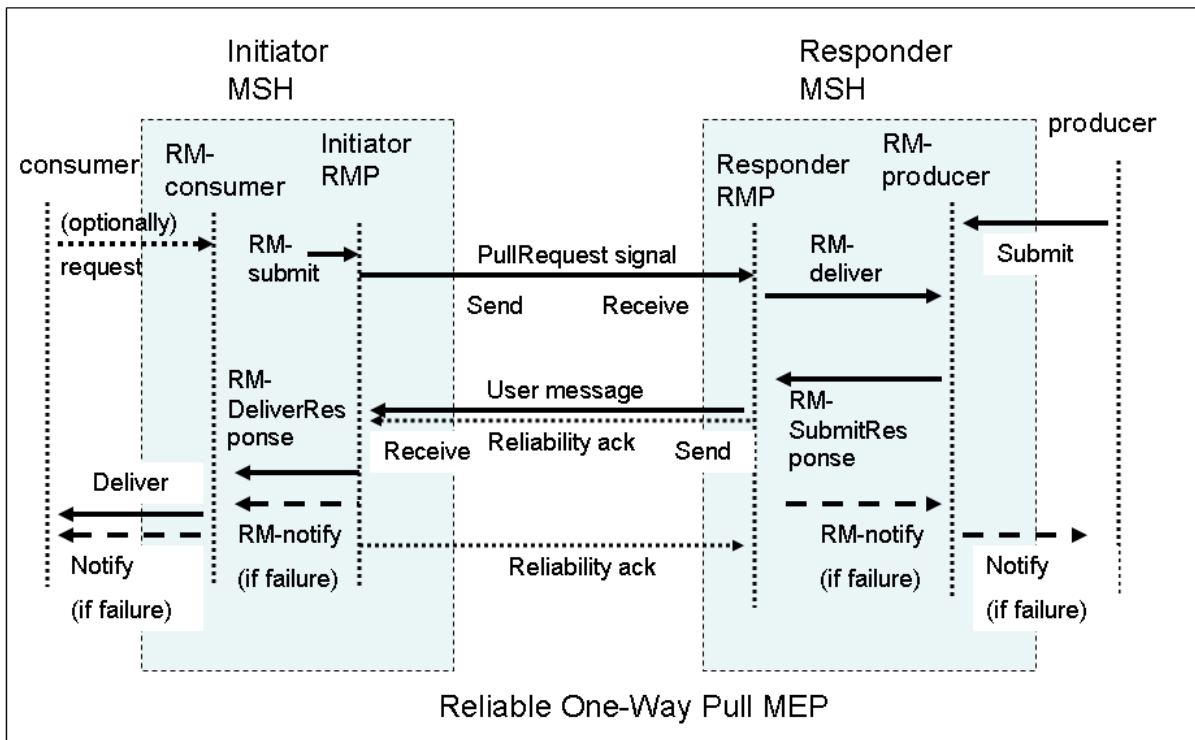 Initiator
MSH
Responder
MSH
consumer
RM-
consumer
Initiator
RMP
Responder
RMP
RM-
producer
producer
(optionally)
request
RM-
submit
PullRequest signal
Send
Receive
RM-
deliver
Submit
RM-
DeliverRes
ponse
User message
Reliability ack
Receive
Send
RM-
SubmitRes
ponse
Deliver
Notify
(if failure)
RM-notify
(if failure)
Reliability ack
RM-notify
(if failure)
Notify
(if failure)
Reliable One-Way Pull MEP